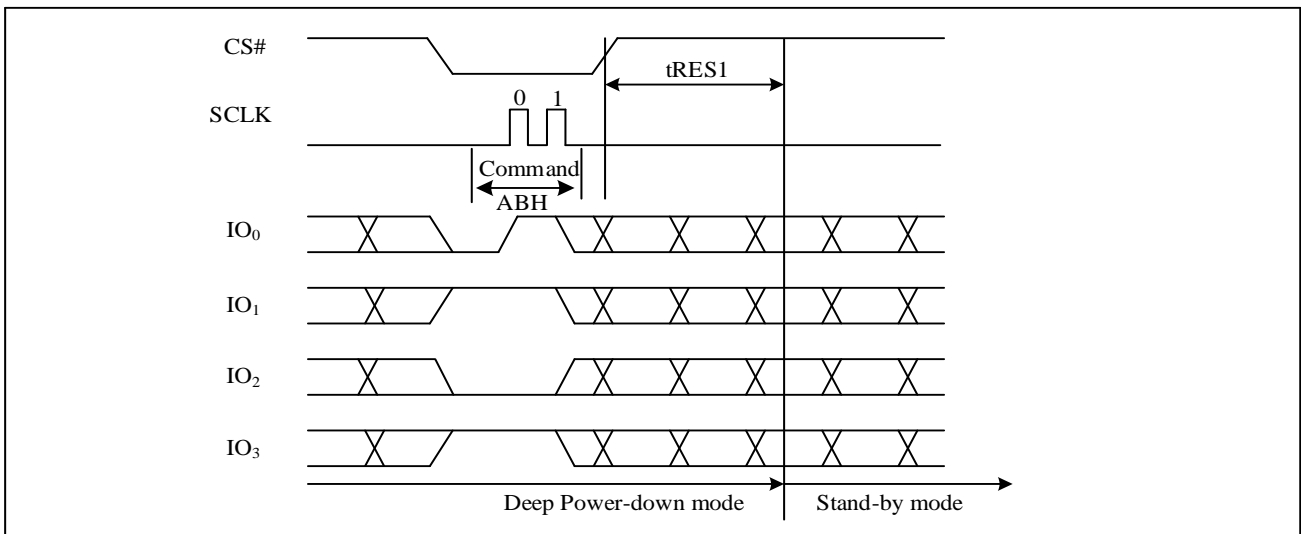 CS#
tRES1
SCLK
0 1
Command
ABH
IO₀
IO₁
IO₂
IO₃
Deep Power-down mode Stand-by mode